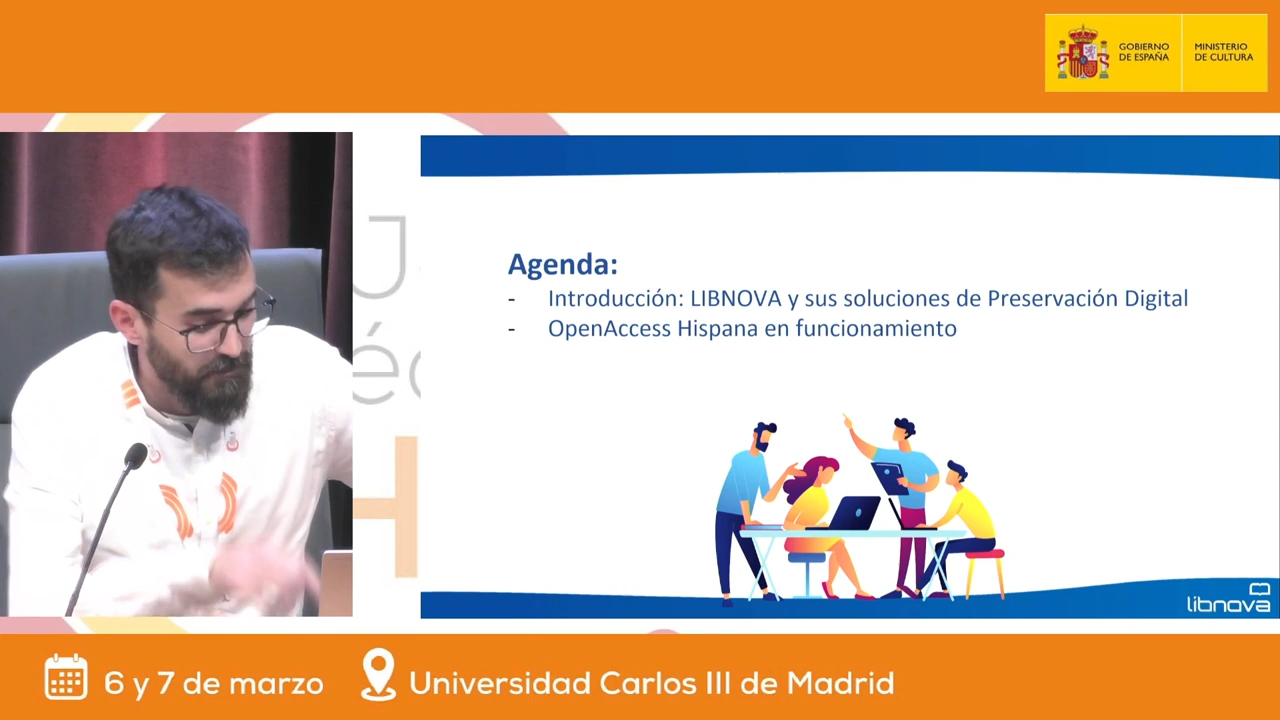 GOBIERNO
DE ESPAÑA
MINISTERIO
DE CULTURA
Agenda:
- Introducción: LIBNOVA y sus soluciones de Preservación Digital
- OpenAccess Hispana en funcionamiento
libnova
6 y 7 de marzo
Universidad Carlos III de Madrid